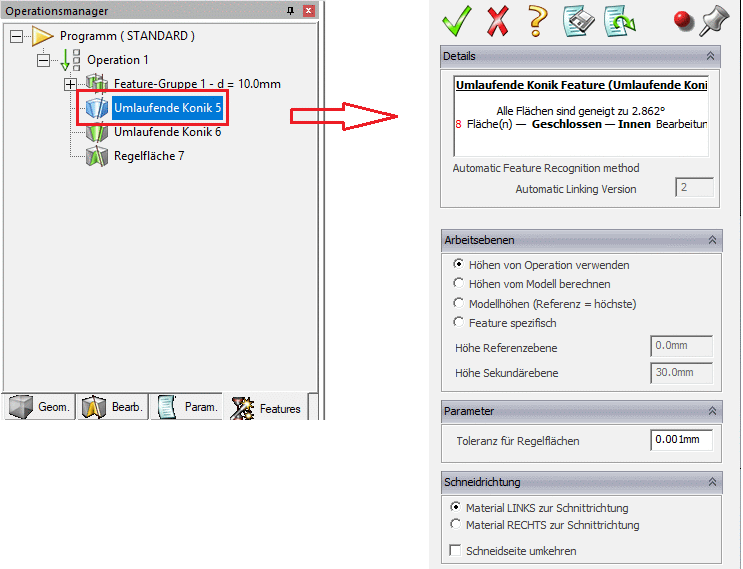 Operationsmanager
Programm ( STANDARD )
Operation 1
Feature-Gruppe 1 - d = 10.0mm
Umlaufende Konik 5
Umlaufende Konik 6
Regelfläche 7
Geom.
Bearb.
Param.
Features
Details
Umlaufende Konik Feature (Umlaufende Koni
Alle Flächen sind geneigt zu 2.862°
8 Fläche(n) — Geschlossen — Innen Bearbeitun
Automatic Feature Recognition method
Automatic Linking Version 2
Arbeitsebenen
Höhen von Operation verwenden
Höhen vom Modell berechnen
Modellhöhen (Referenz = höchste)
Feature spezifisch
Höhe Referenzebene 0.0mm
Höhe Sekundärebene 30.0mm
Parameter
Toleranz für Regelflächen 0.001mm
Schneidrichtung
Material LINKS zur Schnittrichtung
Material RECHTS zur Schnittrichtung
Schneidseite umkehren